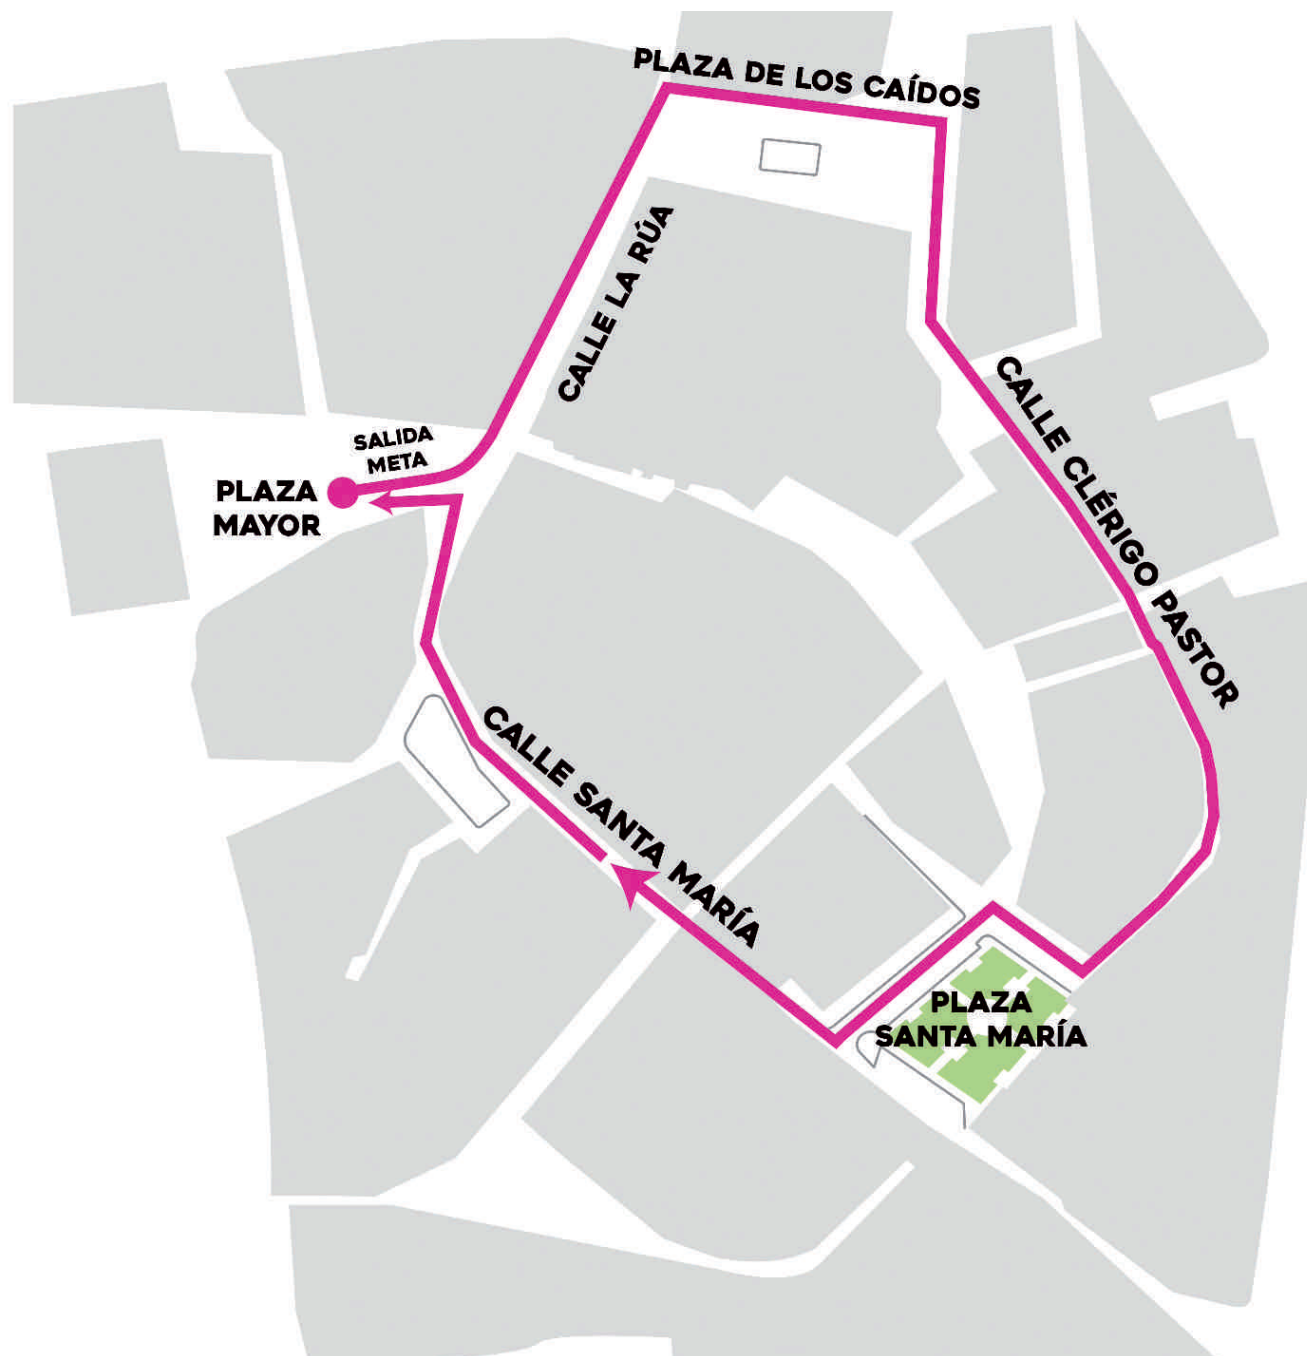 PLAZA DE LOS CAÍDOS
CALLE LA RÚA
CALLE CLÉRIGO PASTOR
SALIDA
META
PLAZA
MAYOR
CALLE SANTA MARÍA
PLAZA
SANTA MARÍA